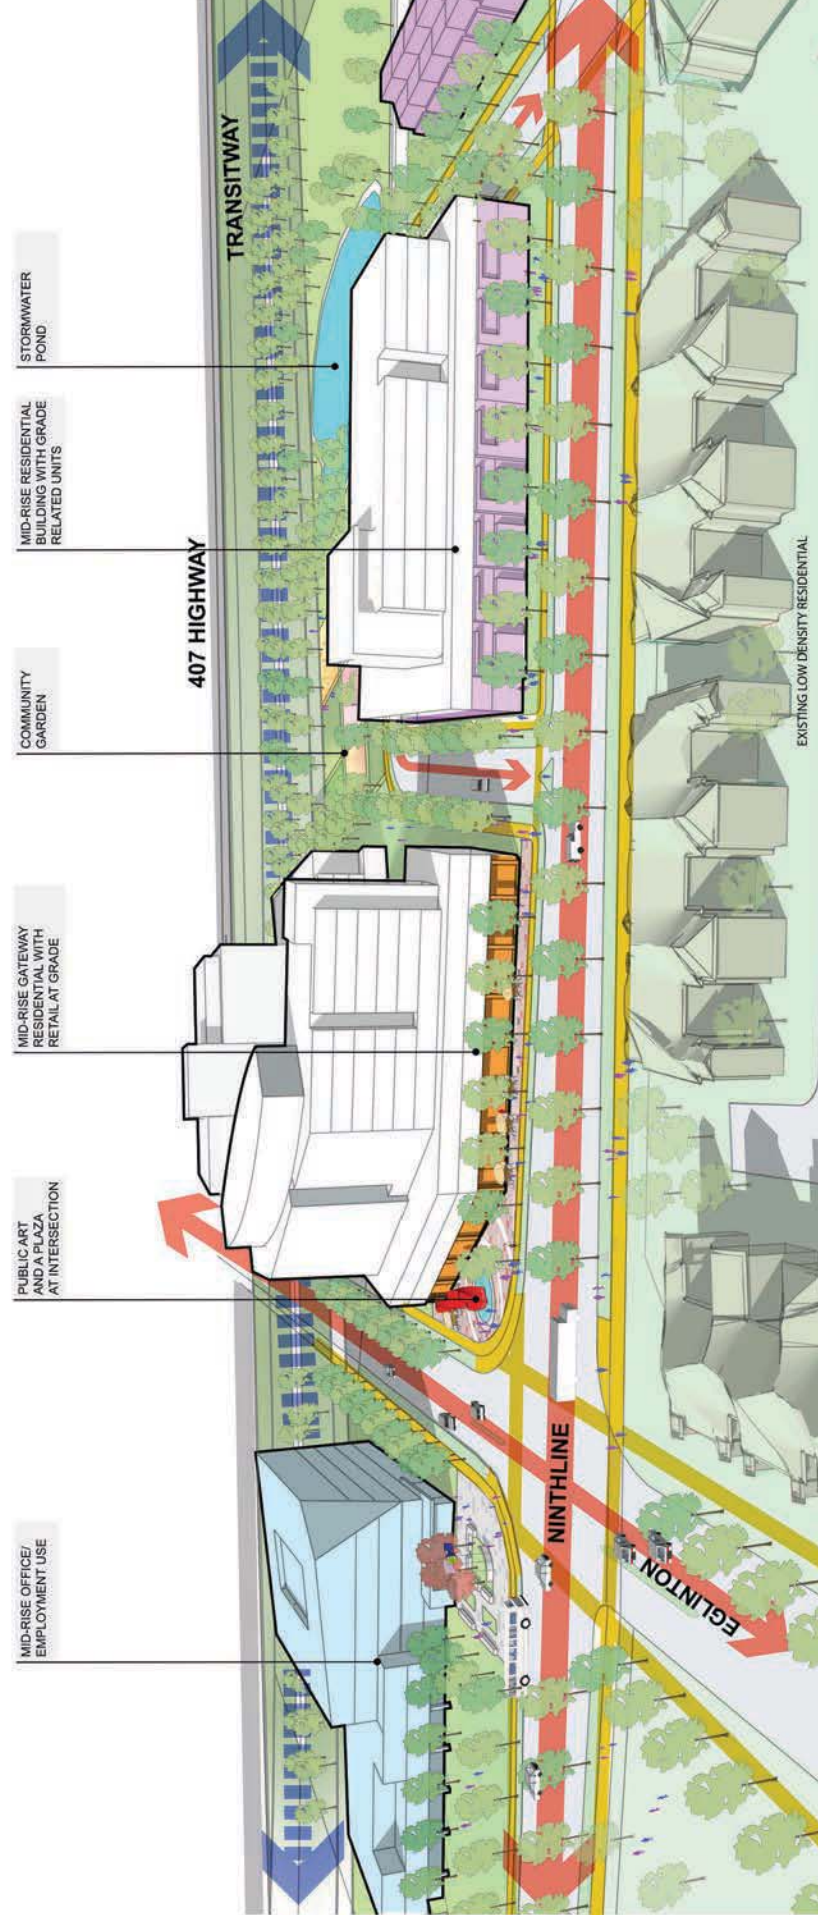 MID-RISE OFFICE/
EMPLOYMENT USE
PUBLIC ART
AND A PLAZA
AT INTERSECTION
MID-RISE GATEWAY
RESIDENTIAL WITH
RETAIL AT GRADE
COMMUNITY
GARDEN
MID-RISE RESIDENTIAL
BUILDING WITH GRADE
RELATED UNITS
STORMWATER
POND
407 HIGHWAY
TRANSITWAY
NINTHLINE
EGLINTON
EXISTING LOW DENSITY RESIDENTIAL